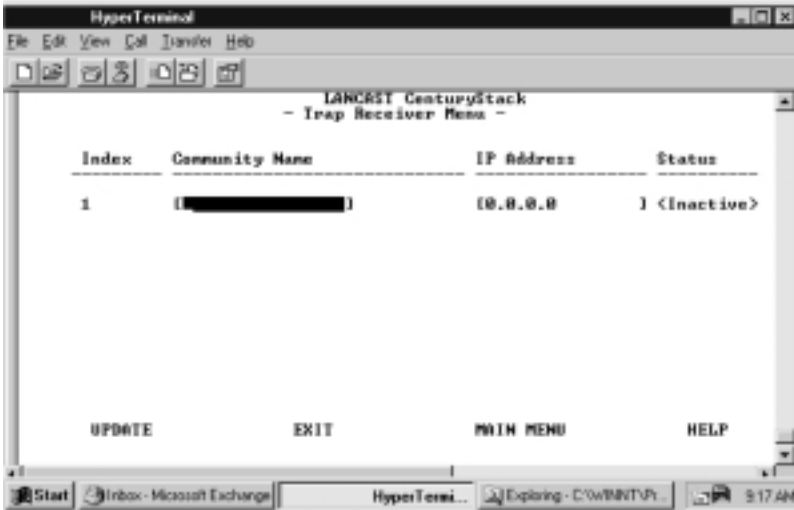 HyperTerminal
File Edit View Call Transfer Help
LANCAST CenturyStack
- Trap Receiver Menu -
Index Community Name IP Address Status
1 [ ] [0.0.0.0 ] <Inactive>
UPDATE EXIT MAIN MENU HELP
Start Inbox - Microsoft Exchange HyperTermi... Exploring - C:\WINNT\Pr... 9:17 AM